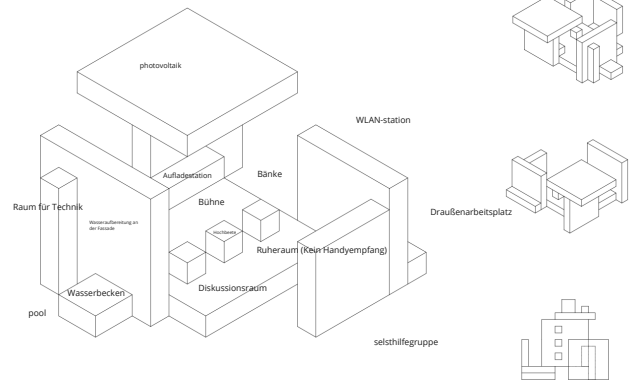 photovoltaik
WLAN-station
Aufladestation
Bänke
Bühne
Raum für Technik
Draußenarbeitsplatz
Wasseraufbereitung an
der Fassade
Hochbeete
Ruheraum (Kein Handyempfang)
Diskussionsraum
Wasserbecken
pool
selsthilfegruppe